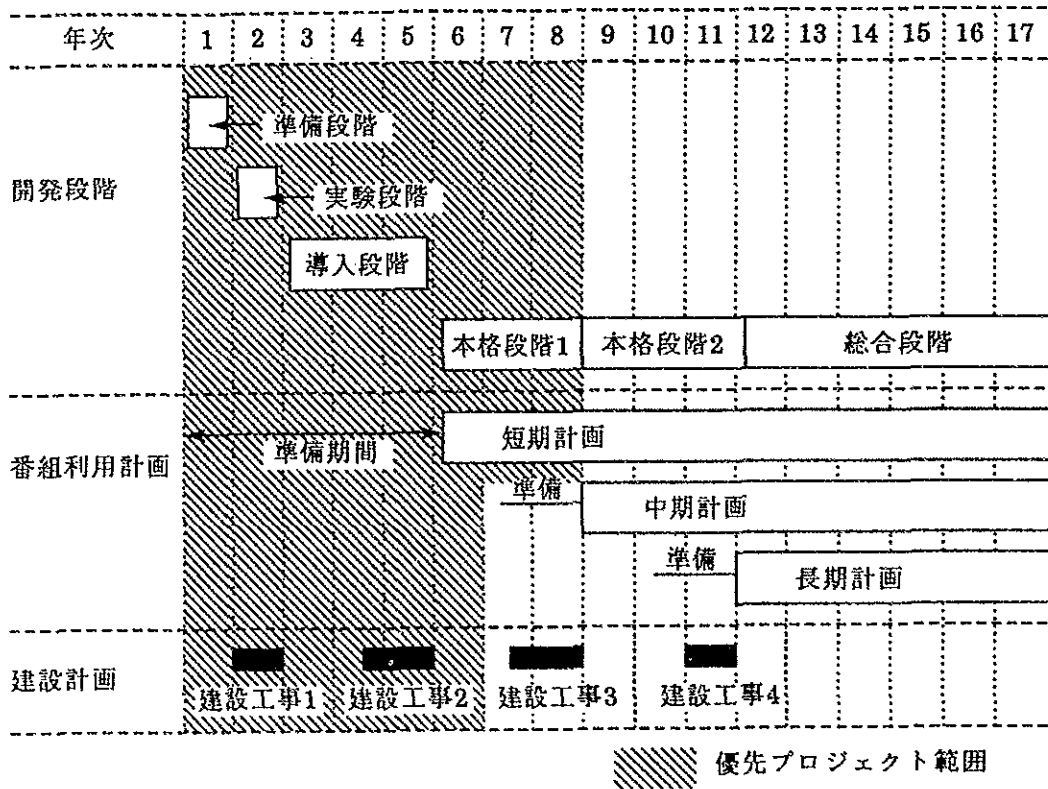 年次 1 2 3 4 5 6 7 8 9 10 11 12 13 14 15 16 17
準備段階
開発段階
実験段階
導入段階
本格段階1 本格段階2 総合段階
短期計画
番組利用計画
準備期間
準備
中期計画
準備
長期計画
建設計画
建設工事1 建設工事2 建設工事3 建設工事4
優先プロジェクト範囲